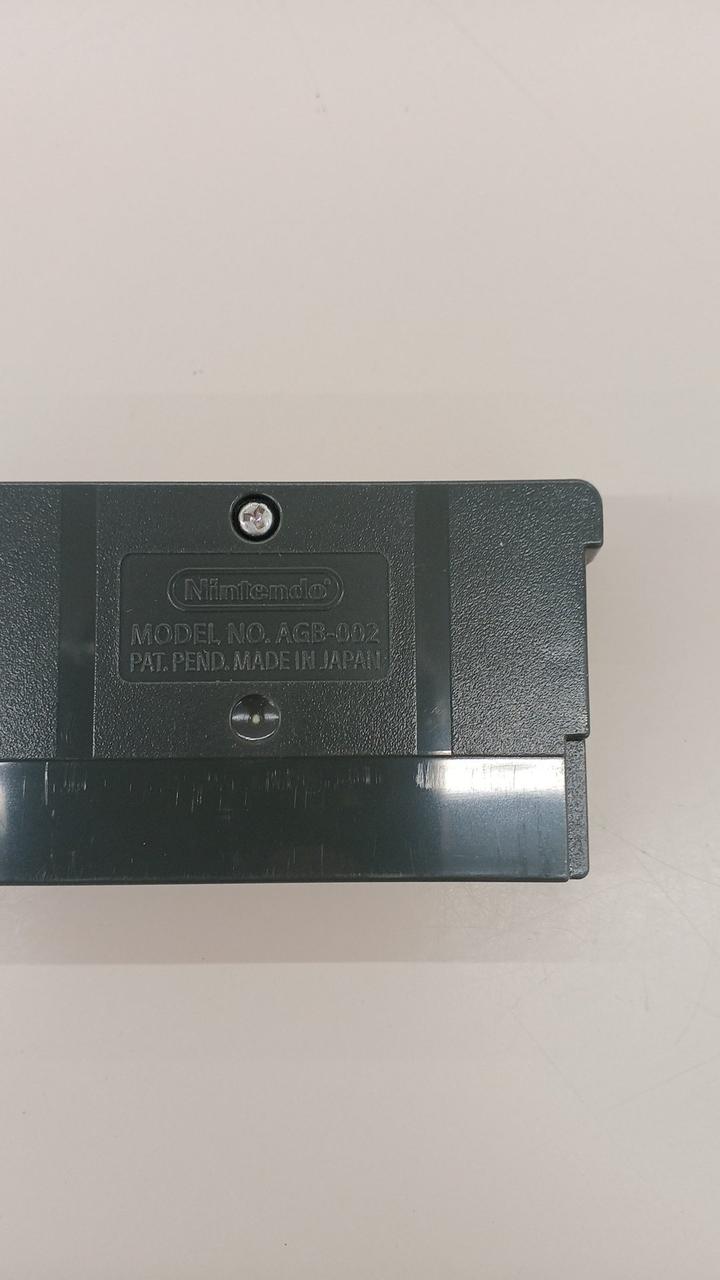 Nintendo®
MODEL NO. AGB-002
PAT. PEND. MADE IN JAPAN